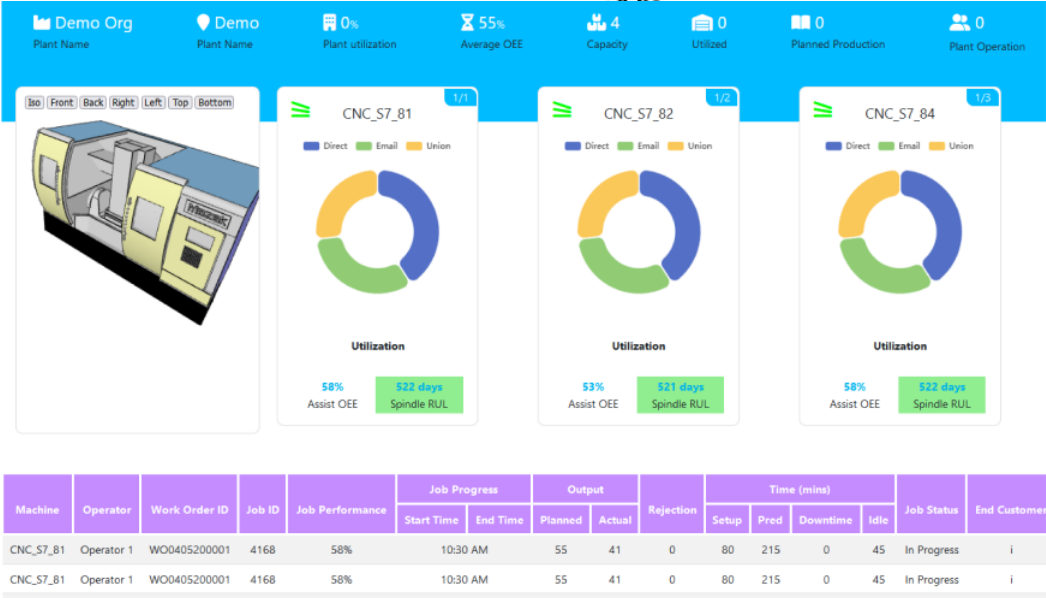 Demo Org
Plant Name
Demo
Plant Name
0%
Plant utilization
55%
Average OEE
4
Capacity
0
Utilized
0
Planned Production
0
Plant Operation
Iso Front Back Right Left Top Bottom
1/1
CNC_S7_81
Direct Email Union
Utilization
58% 522 days
Assist OEE Spindle RUL
1/2
CNC_S7_82
Direct Email Union
Utilization
53% 521 days
Assist OEE Spindle RUL
1/3
CNC_S7_84
Direct Email Union
Utilization
58% 522 days
Assist OEE Spindle RUL
Job Progress Output Time (mins)
Machine Operator Work Order ID Job ID Job Performance Rejection Job Status End Customer
Start Time End Time Planned Actual Setup Pred Downtime Idle
CNC_S7_81 Operator 1 WO0405200001 4168 58% 10:30 AM 55 41 0 80 215 0 45 In Progress i
CNC_S7_81 Operator 1 WO0405200001 4168 58% 10:30 AM 55 41 0 80 215 0 45 In Progress i